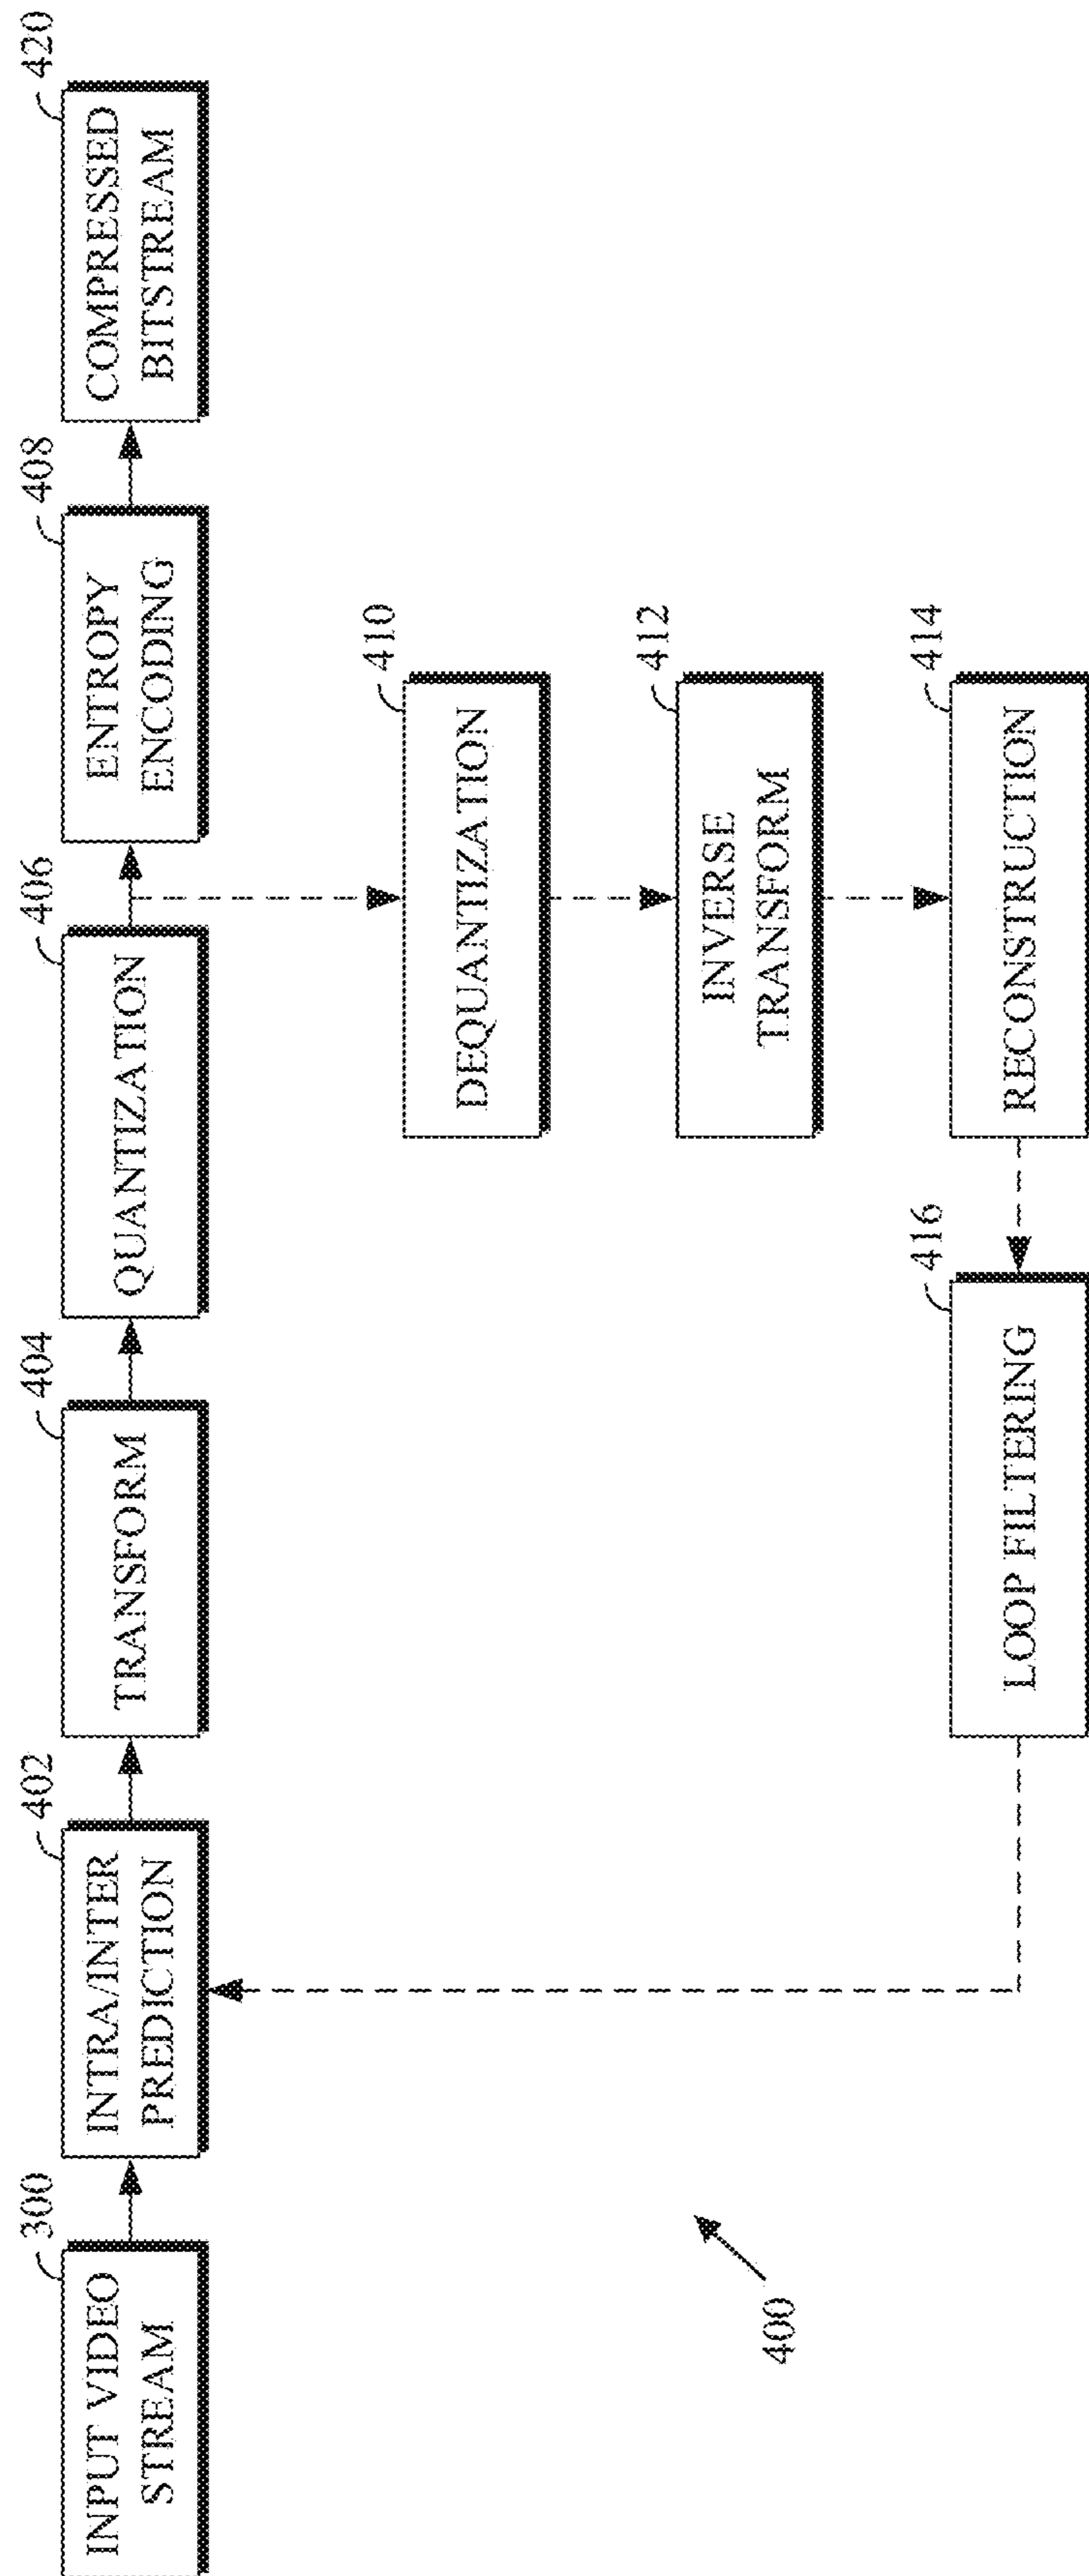 300
INPUT VIDEO
STREAM
402
INTRA/INTER
PREDICTION
404
TRANSFORM
406
QUANTIZATION
408
ENTROPY
ENCODING
420
COMPRESSED
BITSTREAM
410
DEQUANTIZATION
412
INVERSE
TRANSFORM
414
RECONSTRUCTION
416
LOOP FILTERING
400